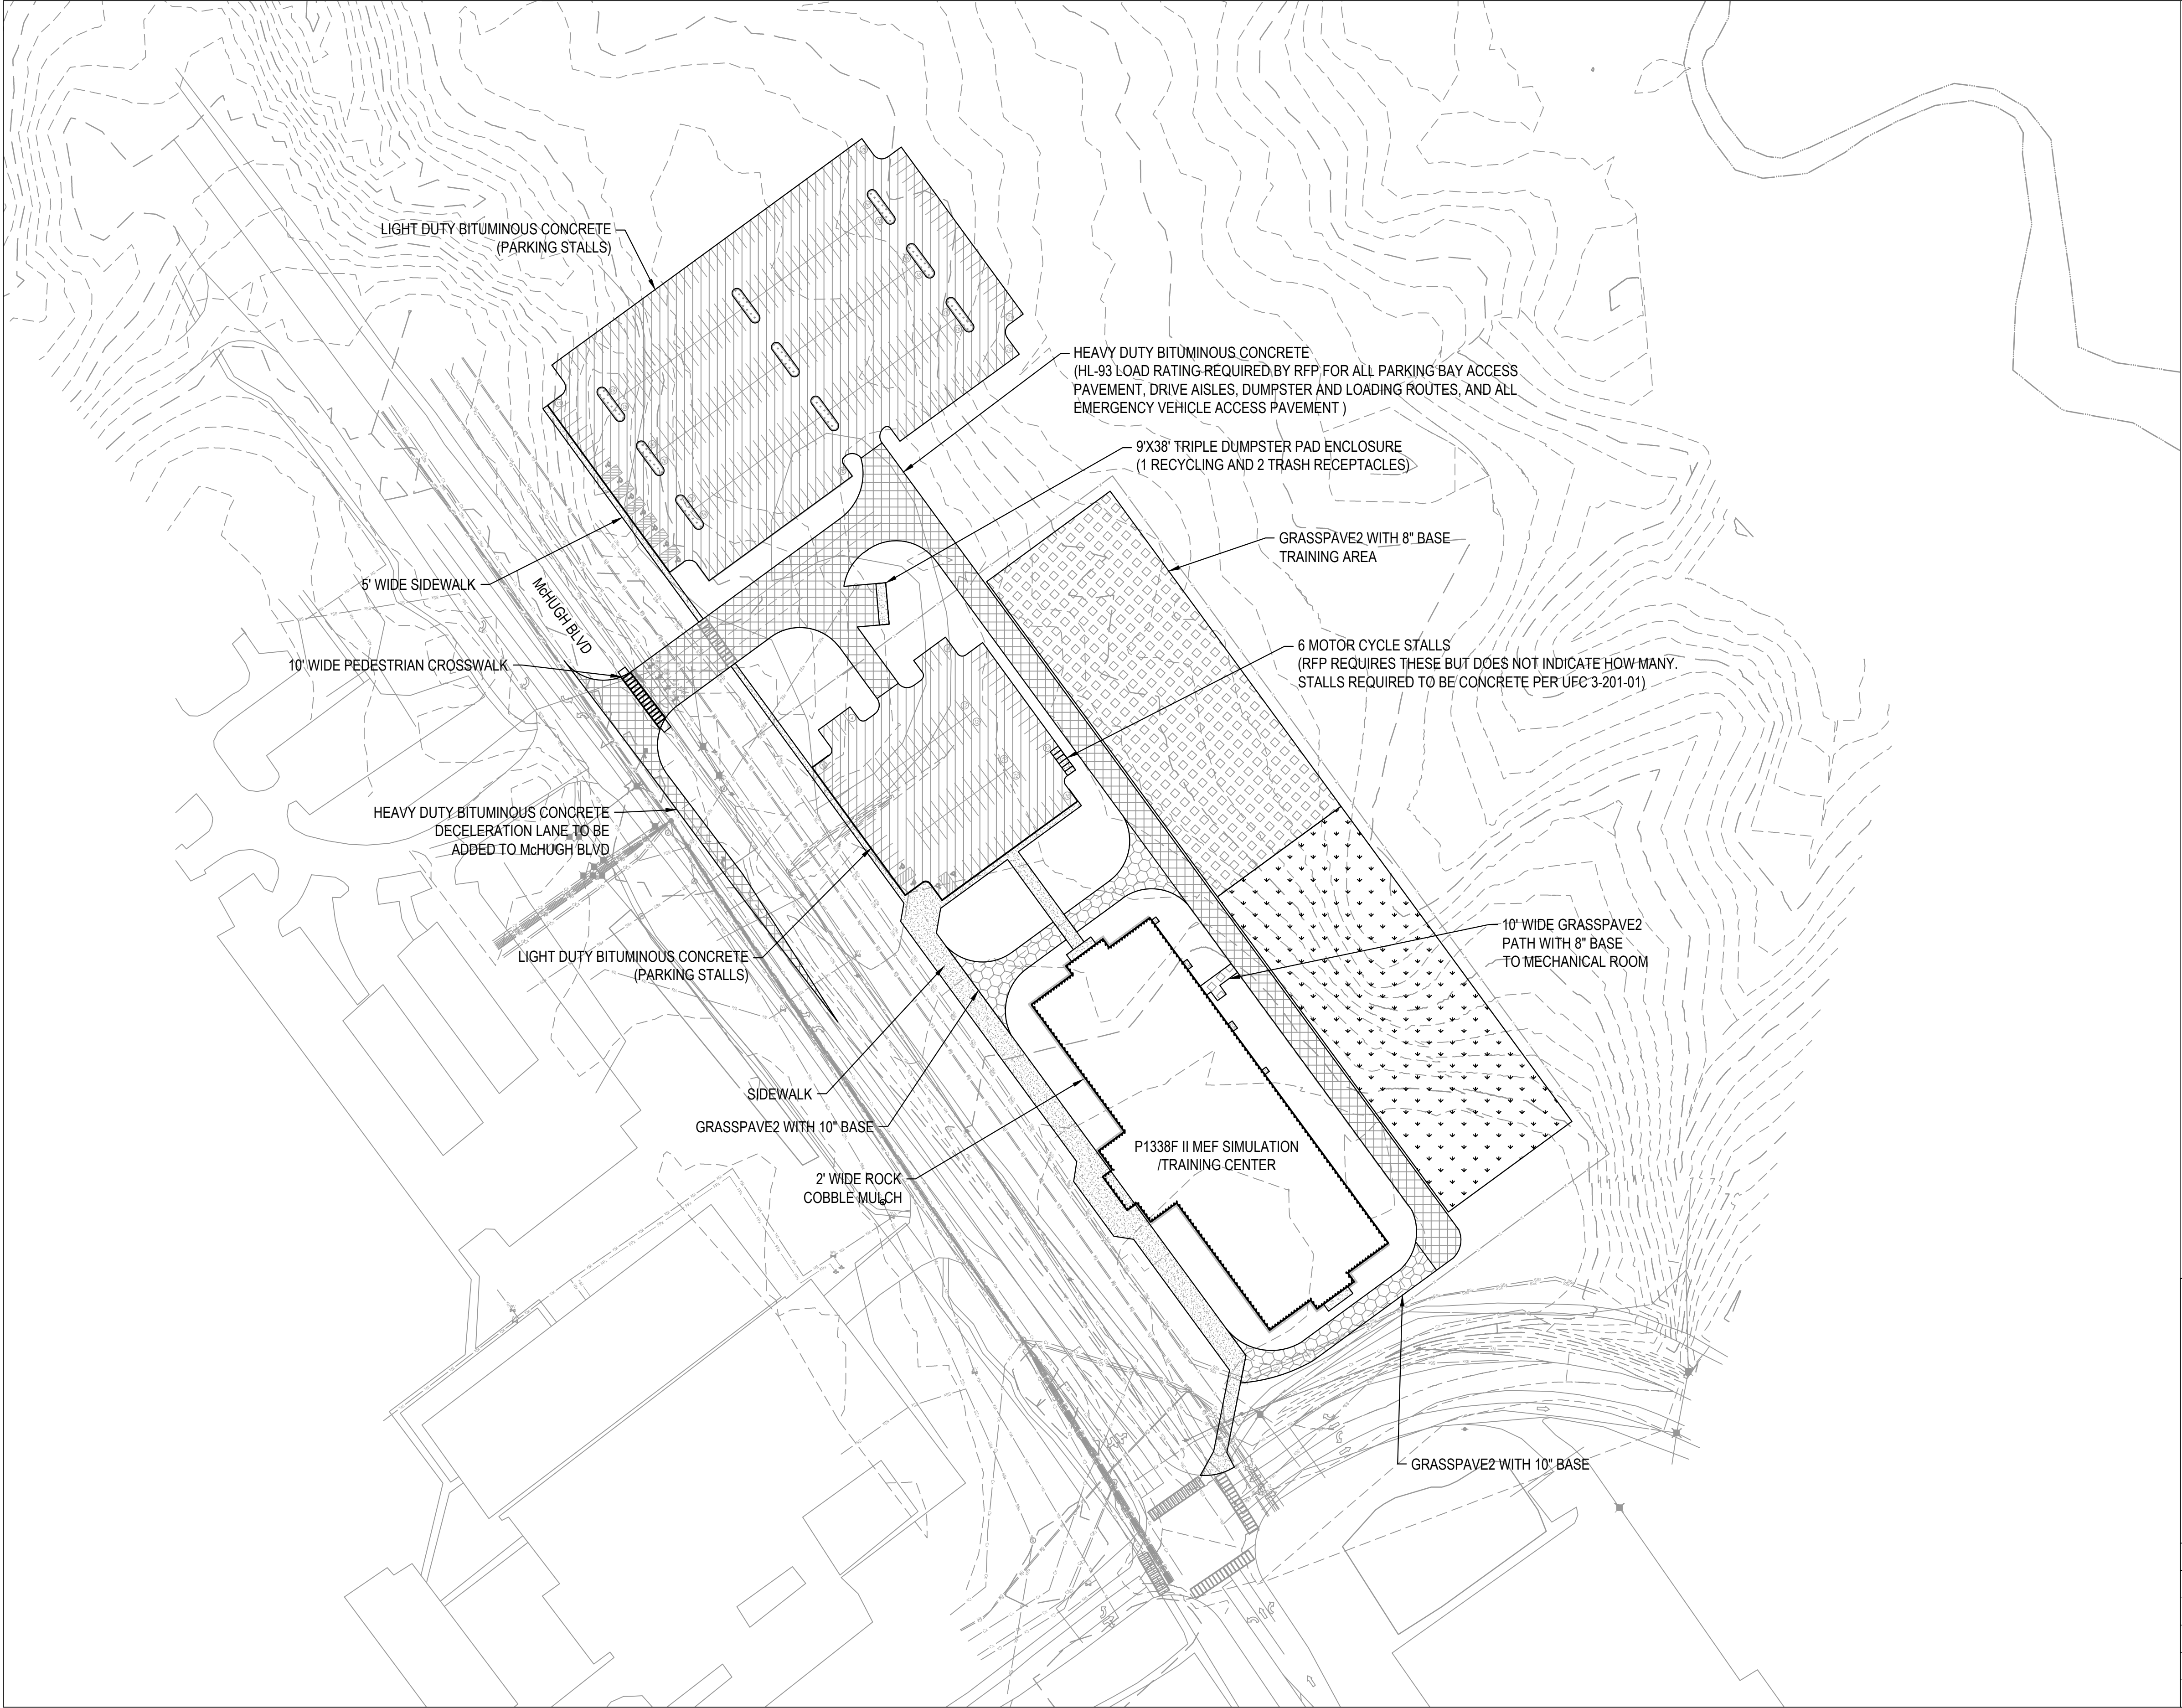 LIGHT DUTY BITUMINOUS CONCRETE
(PARKING STALLS)
HEAVY DUTY BITUMINOUS CONCRETE
(HL-93 LOAD RATING REQUIRED BY RFP FOR ALL PARKING BAY ACCESS
PAVEMENT, DRIVE AISLES, DUMPSTER AND LOADING ROUTES, AND ALL
EMERGENCY VEHICLE ACCESS PAVEMENT )
9'X38' TRIPLE DUMPSTER PAD ENCLOSURE
(1 RECYCLING AND 2 TRASH RECEPTACLES)
GRASSPAVE2 WITH 8" BASE
TRAINING AREA
5' WIDE SIDEWALK
McHUGH BLVD
10' WIDE PEDESTRIAN CROSSWALK
6 MOTOR CYCLE STALLS
(RFP REQUIRES THESE BUT DOES NOT INDICATE HOW MANY.
STALLS REQUIRED TO BE CONCRETE PER UFC 3-201-01)
HEAVY DUTY BITUMINOUS CONCRETE
DECELERATION LANE TO BE
ADDED TO McHUGH BLVD
LIGHT DUTY BITUMINOUS CONCRETE
(PARKING STALLS)
10' WIDE GRASSPAVE2
PATH WITH 8" BASE
TO MECHANICAL ROOM
SIDEWALK
GRASSPAVE2 WITH 10" BASE
P1338F II MEF SIMULATION
/TRAINING CENTER
2' WIDE ROCK
COBBLE MULCH
GRASSPAVE2 WITH 10" BASE